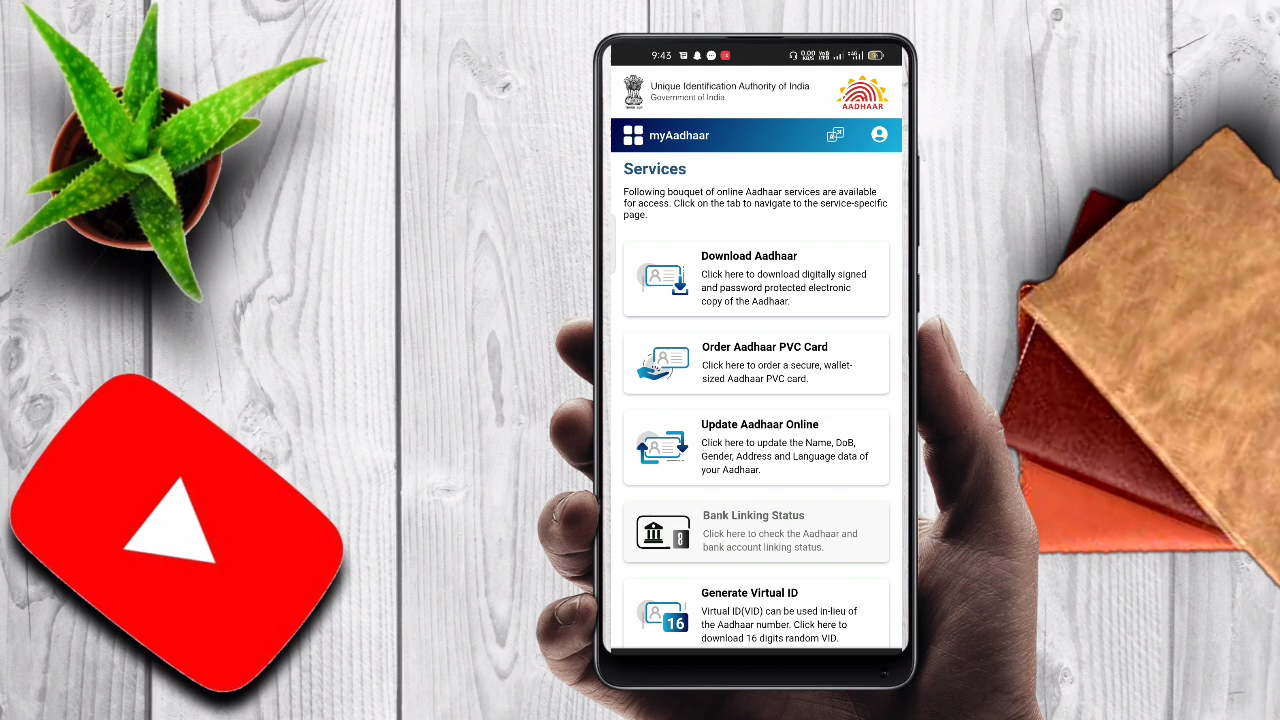 9:43
Unique Identification Authority of India
Government of India
AADHAAR
myAadhaar
Services
Following bouquet of online Aadhaar services are available
for access. Click on the tab to navigate to the service-specific
page.
Download Aadhaar
Click here to download digitally signed
and password protected electronic
copy of the Aadhaar.
Order Aadhaar PVC Card
Click here to order a secure, wallet-
sized Aadhaar PVC card.
Update Aadhaar Online
Click here to update the Name, DoB,
Gender, Address and Language data of
your Aadhaar.
Bank Linking Status
Click here to check the Aadhaar and
bank account linking status.
Generate Virtual ID
16
Virtual ID(VID) can be used in-lieu of
the Aadhaar number. Click here to
download 16 digits random VID.